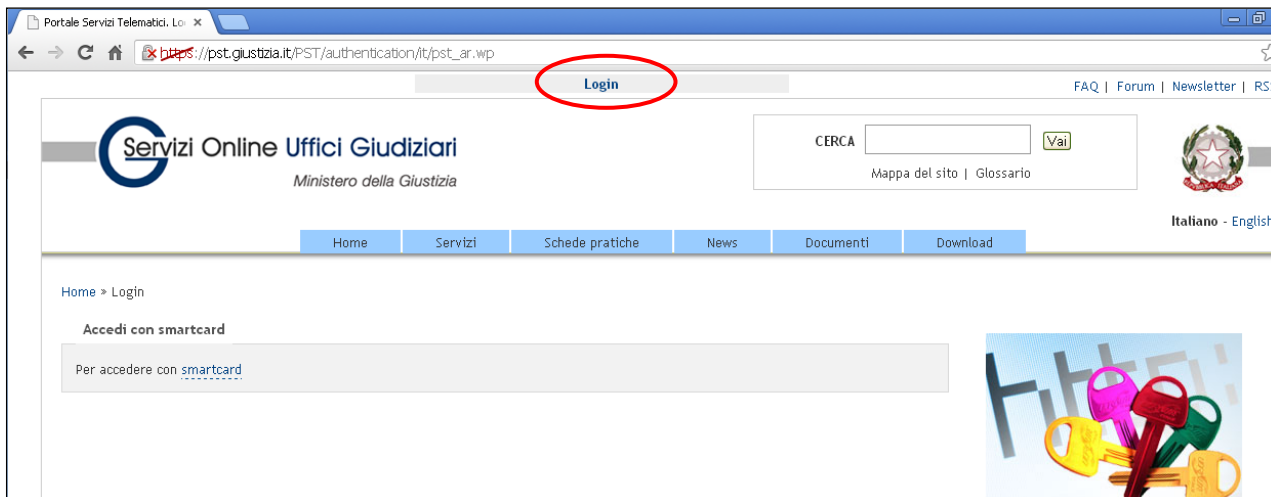 Portale Servizi Telematici. Lo
https://pst.giustizia.it/PST/authentication/it/pst_ar.wp
Login
FAQ | Forum | Newsletter | RS
Servizi Online Uffici Giudiziari
Ministero della Giustizia
CERCA Vai
Mappa del sito | Glossario
Italiano - English
Home Servizi Schede pratiche News Documenti Download
Home » Login
Accedi con smartcard
Per accedere con smartcard